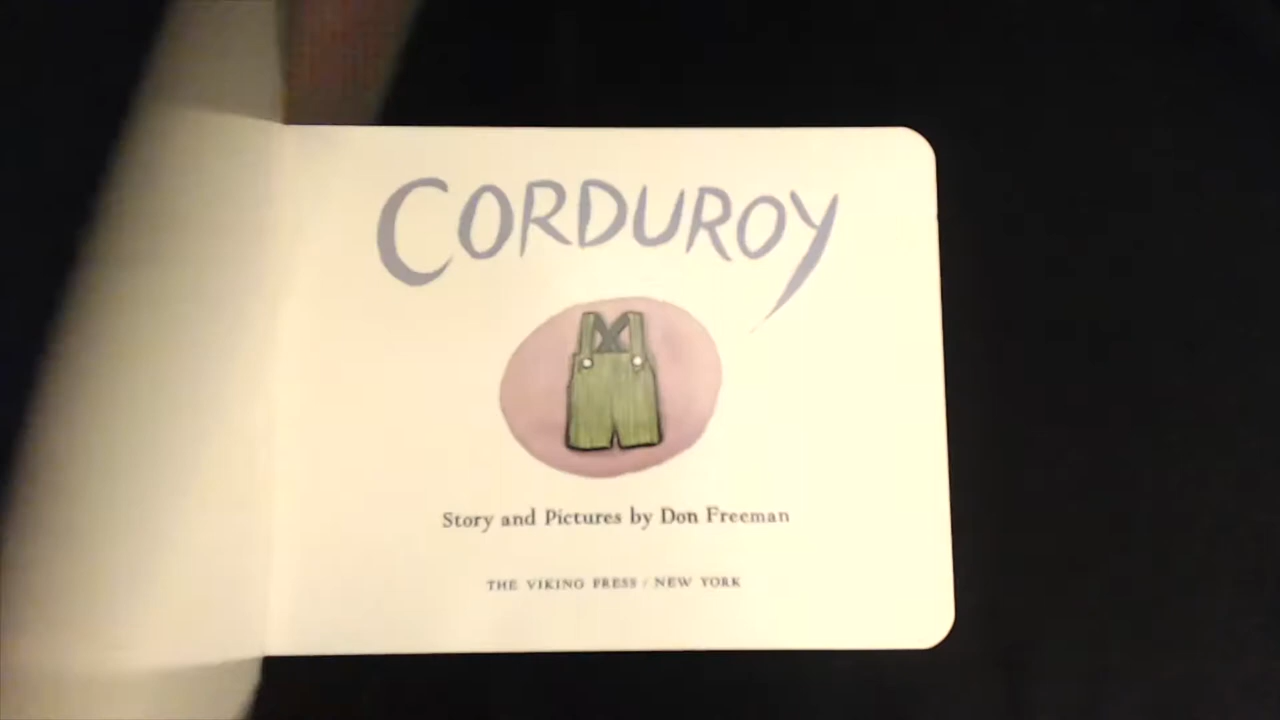 CORDUROY
Story and Pictures by Don Freeman
THE VIKING PRESS / NEW YORK